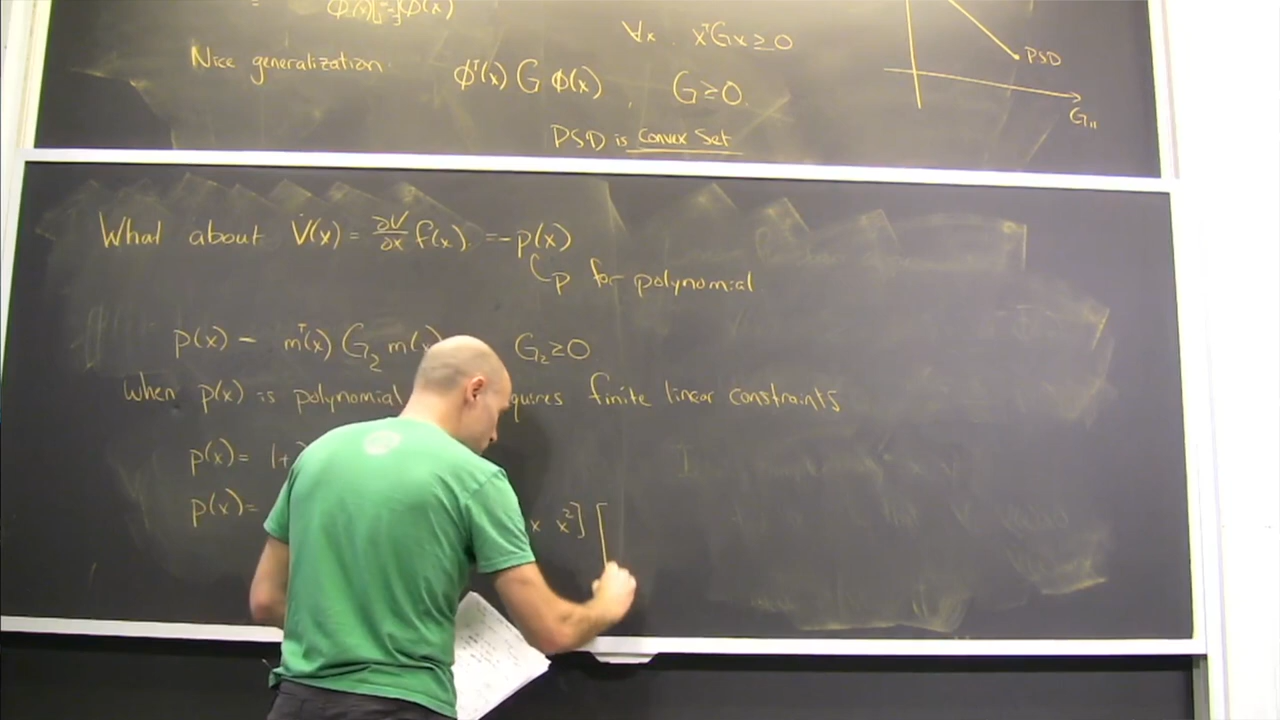 ϕ(x)[ ]ϕ(x)
∀x xᵀGx ≥ 0
PSD
Nice generalization. ϕᵀ(x) G ϕ(x), G ≥ 0.
G₁₁
PSD is Convex Set
What about V̇(x) = ∂V/∂x f(x). = -p(x)
p for polynomial
p(x) - mᵀ(x) G₂ m(x) G₂ ≥ 0
when p(x) is polynomial finite linear constraints
p(x) = 1+
p(x) = x x²] [